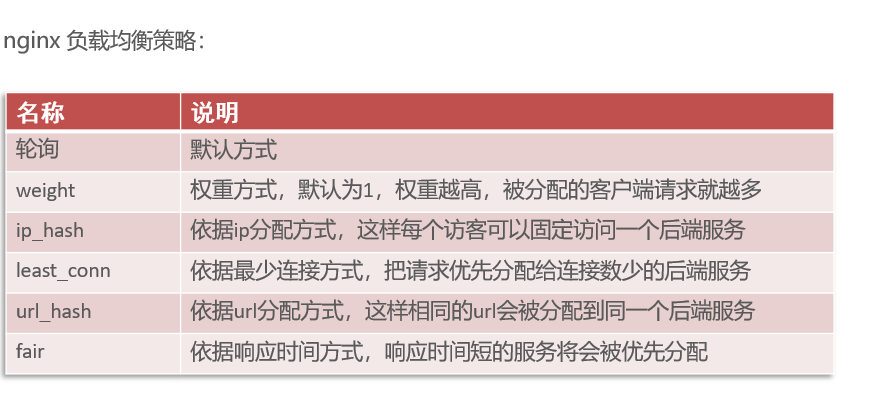 nginx 负载均衡策略：
名称 说明
轮询 默认方式
weight 权重方式，默认为1，权重越高，被分配的客户端请求就越多
ip_hash 依据ip分配方式，这样每个访客可以固定访问一个后端服务
least_conn 依据最少连接方式，把请求优先分配给连接数少的后端服务
url_hash 依据url分配方式，这样相同的url会被分配到同一个后端服务
fair 依据响应时间方式，响应时间短的服务将会被优先分配